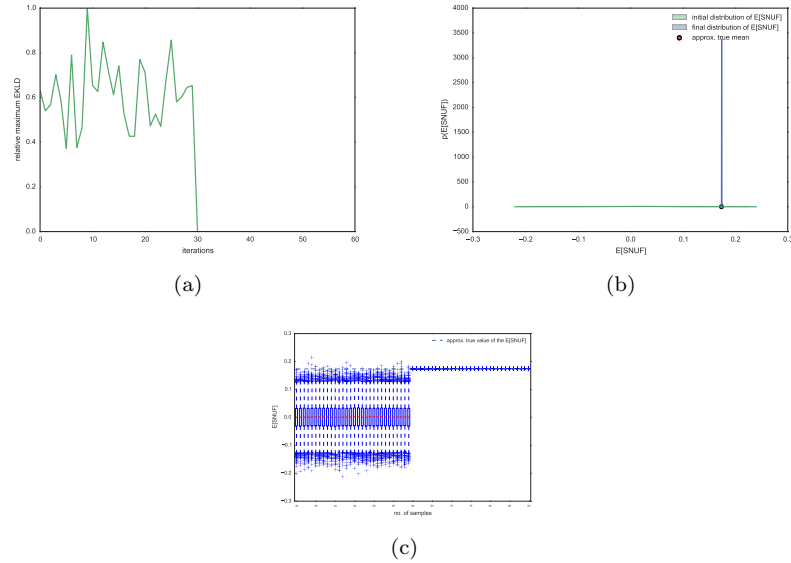 1.0
0.8
0.6
0.4
0.2
0.0
0 10 20 30 40 50 60
relative maximum EKLD
iterations
(a)
initial distribution of E[SNUF]
final distribution of E[SNUF]
approx. true mean
4000
3500
3000
2500
2000
1500
1000
500
0
−500
−0.3 −0.2 −0.1 0.0 0.1 0.2 0.3
p(E[SNUF])
E[SNUF]
(b)
approx. true value of the E[SNUF]
0.3
0.2
0.1
0.0
−0.1
−0.2
−0.3
E[SNUF]
no. of samples
(c)